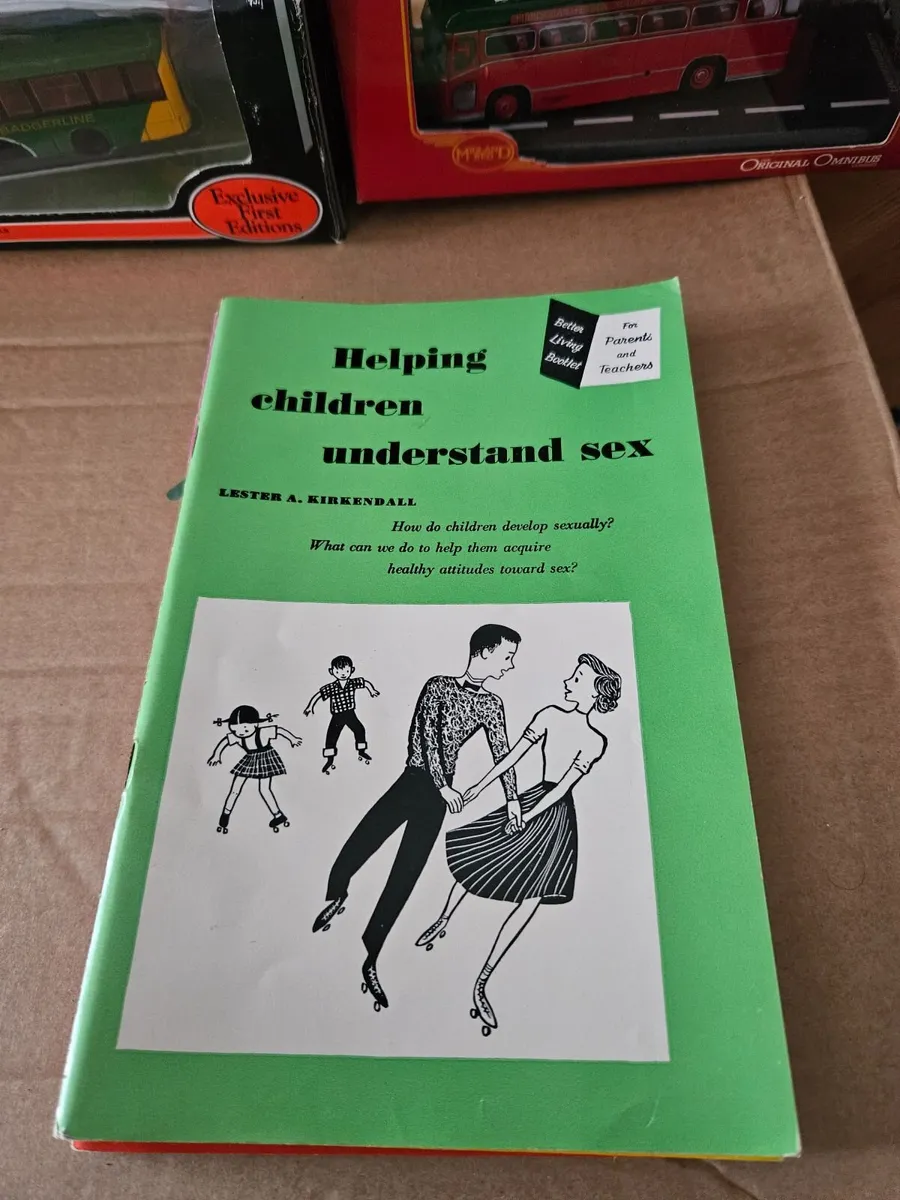 BADGERLINE
Exclusive
First
Editions
ORIGINAL OMNIBUS
Better
Living
Booklet
For
Parents
and
Teachers
Helping
children
understand sex
LESTER A. KIRKENDALL
How do children develop sexually?
What can we do to help them acquire
healthy attitudes toward sex?